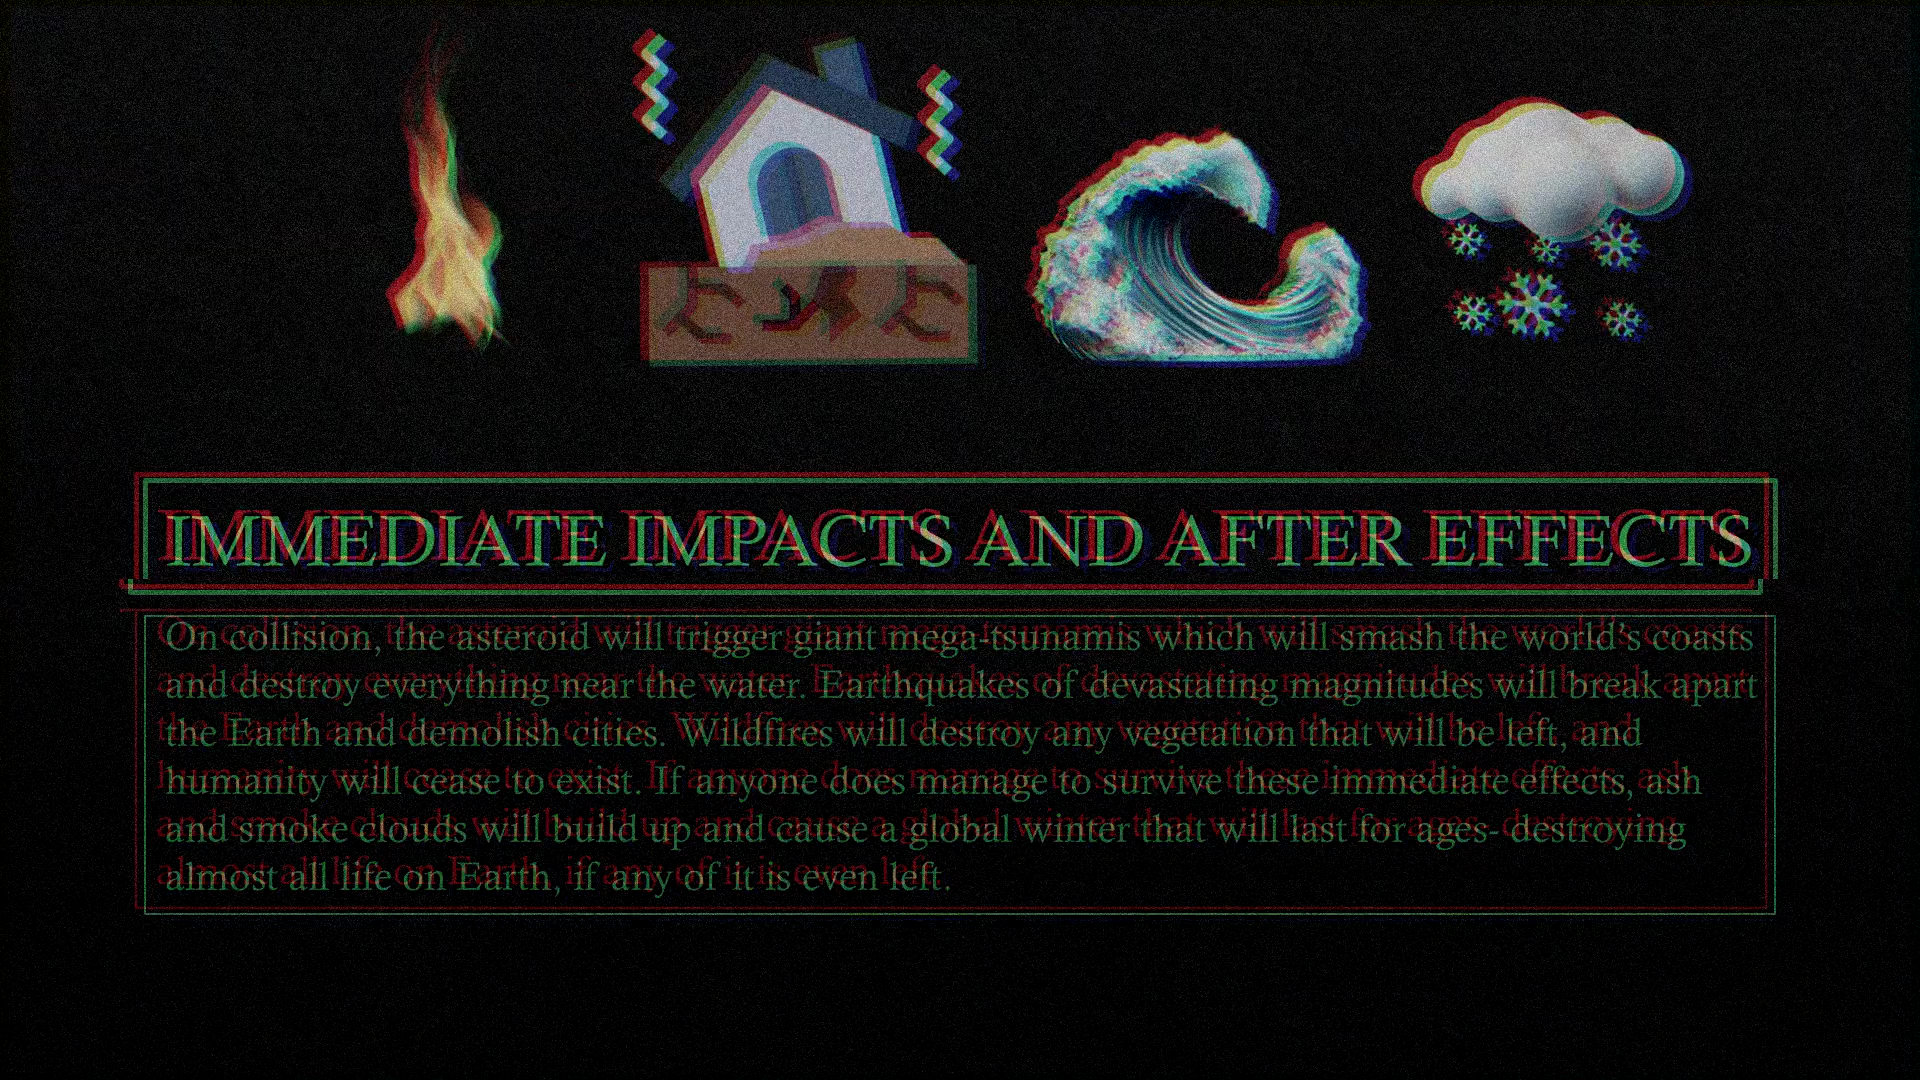 IMMEDIATE IMPACTS AND AFTER EFFECTS
On collision, the asteroid will trigger giant mega-tsunamis which will smash the world's coasts
and destroy everything near the water. Earthquakes of devastating magnitudes will break apart
the Earth and demolish cities. Wildfires will destroy any vegetation that will be left, and
humanity will cease to exist. If anyone does manage to survive these immediate effects, ash
and smoke clouds will build up and cause a global winter that will last for ages- destroying
almost all life on Earth, if any of it is even left.